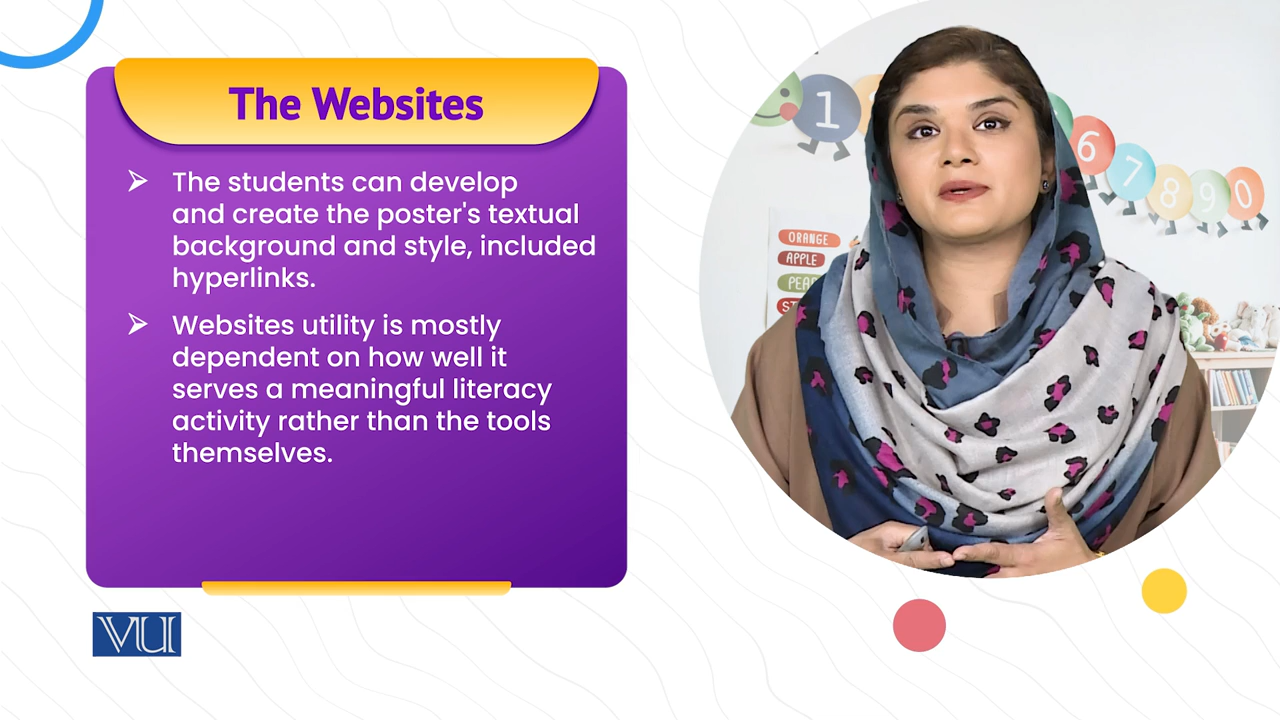 The Websites
The students can develop
and create the poster's textual
background and style, included
hyperlinks.
Websites utility is mostly
dependent on how well it
serves a meaningful literacy
activity rather than the tools
themselves.
VU
1
6
7
8
9
0
ORANGE
APPLE